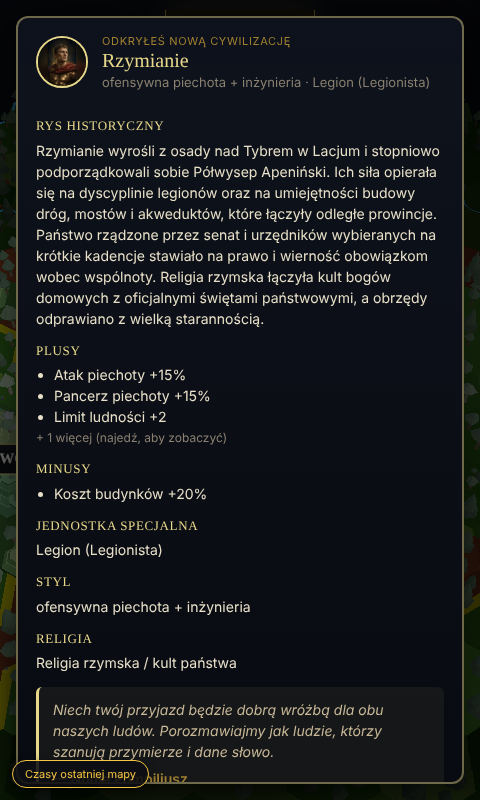 ODKRYŁEŚ NOWĄ CYWILIZACJĘ
Rzymianie
ofensywna piechota + inżynieria · Legion (Legionista)
RYS HISTORYCZNY
Rzymianie wyrośli z osady nad Tybrem w Lacjum i stopniowo
podporządkowali sobie Półwysep Apeniński. Ich siła opierała
się na dyscyplinie legionów oraz na umiejętności budowy
dróg, mostów i akweduktów, które łączyły odległe prowincje.
Państwo rządzone przez senat i urzędników wybieranych na
krótkie kadencje stawiało na prawo i wierność obowiązkom
wobec wspólnoty. Religia rzymska łączyła kult bogów
domowych z oficjalnymi świętami państwowymi, a obrzędy
odprawiano z wielką starannością.
PLUSY
• Atak piechoty +15%
• Pancerz piechoty +15%
• Limit ludności +2
+ 1 więcej (najedź, aby zobaczyć)
MINUSY
• Koszt budynków +20%
JEDNOSTKA SPECJALNA
Legion (Legionista)
STYL
ofensywna piechota + inżynieria
RELIGIA
Religia rzymska / kult państwa
Niech twój przyjazd będzie dobrą wróżbą dla obu
naszych ludów. Porozmawiajmy jak ludzie, którzy
szanują przymierze i dane słowo.
Czasy ostatniej mapy